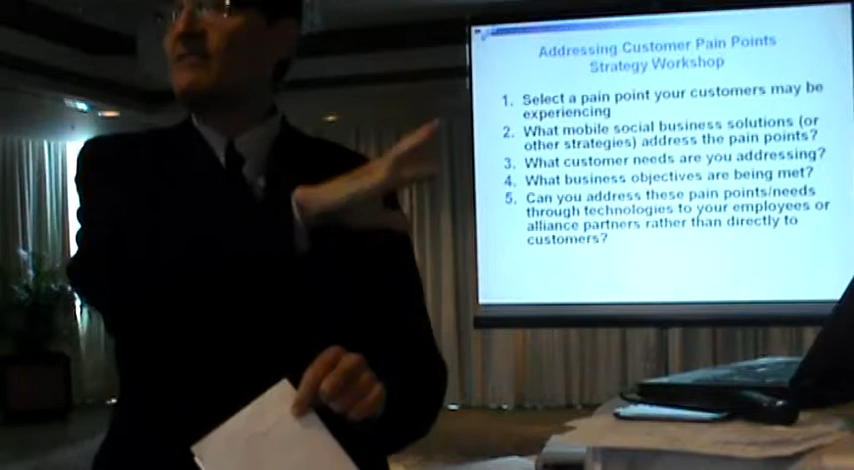 Addressing Customer Pain Points
Strategy Workshop
1. Select a pain point your customers may be
experiencing
2. What mobile social business solutions (or
other strategies) address the pain points?
3. What customer needs are you addressing?
4. What business objectives are being met?
5. Can you address these pain points/needs
through technologies to your employees or
alliance partners rather than directly to
customers?